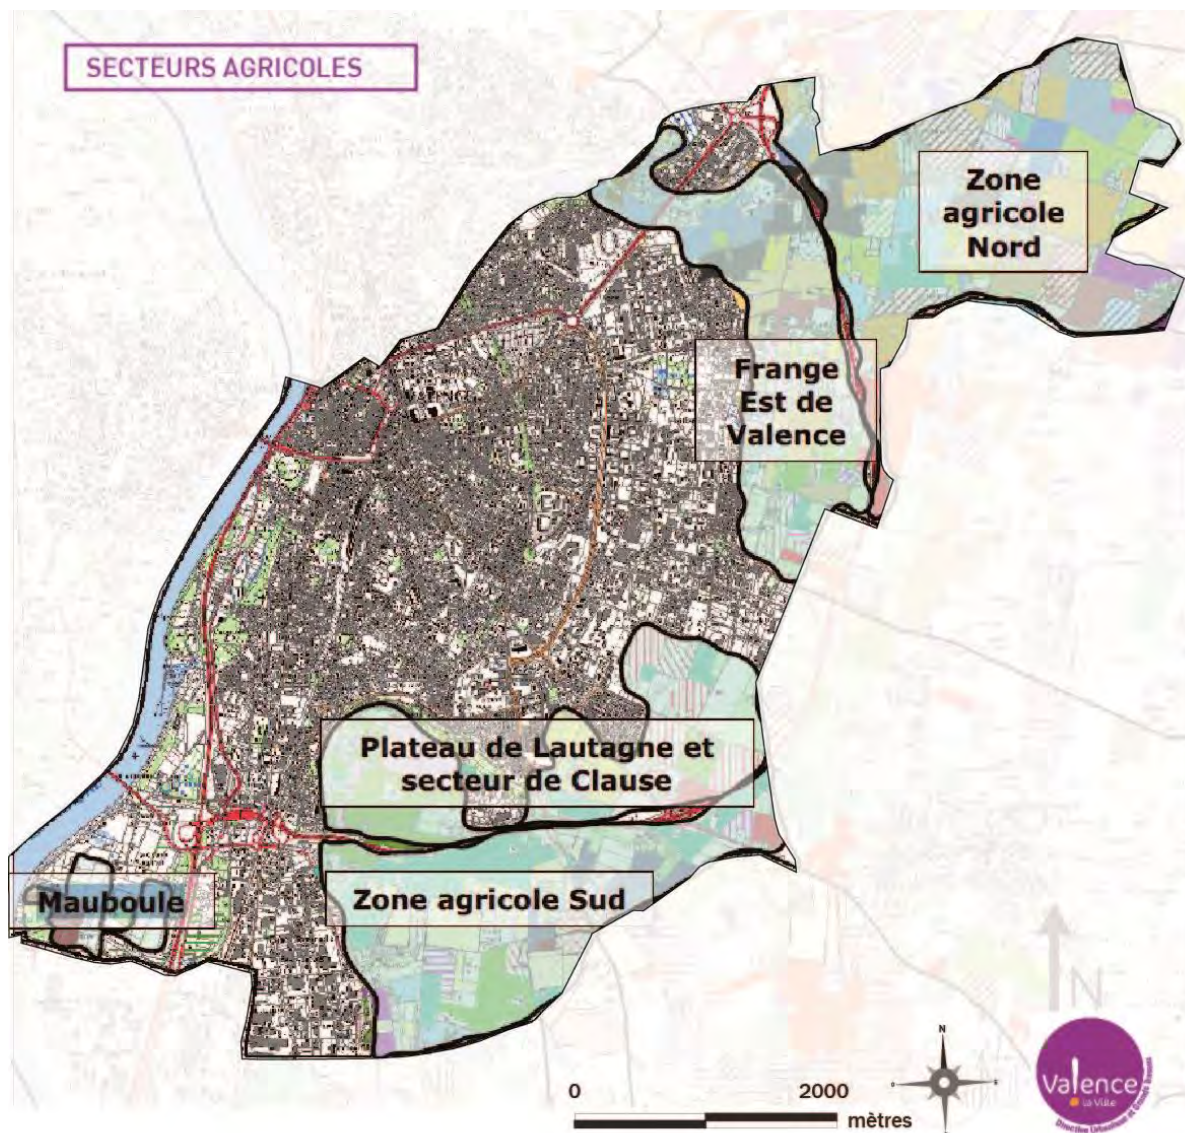 SECTEURS AGRICOLES
Zone
agricole
Nord
Frange
Est de
Valence
Plateau de Lautagne et
secteur de Clause
Mauboule
Zone agricole Sud
N
N
0 2000
mètres
Valence
la Ville